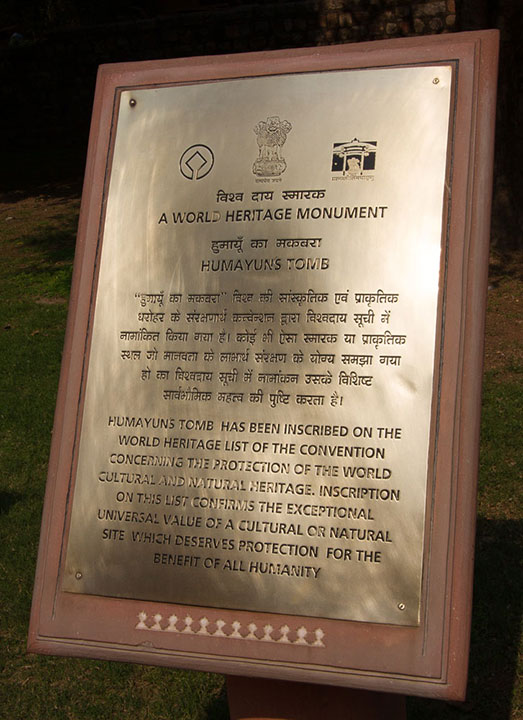 विश्व दाय स्मारक
A WORLD HERITAGE MONUMENT
हुमायूँ का मकबरा
HUMAYUN'S TOMB
"हुमायूँ का मकबरा" विश्व की सांस्कृतिक एवं प्राकृतिक
धरोहर के संरक्षणार्थ कन्वेन्शन द्वारा विश्वदाय सूची में
नामांकित किया गया है। कोई भी ऐसा स्मारक या प्राकृतिक
स्थल जो मानवता के लाभार्थ संरक्षण के योग्य समझा गया
हो का विश्वदाय सूची में नामांकन उसके विशिष्ट
सार्वभौमिक महत्व की पुष्टि करता है।
HUMAYUN'S TOMB HAS BEEN INSCRIBED ON THE
WORLD HERITAGE LIST OF THE CONVENTION
CONCERNING THE PROTECTION OF THE WORLD
CULTURAL AND NATURAL HERITAGE. INSCRIPTION
ON THIS LIST CONFIRMS THE EXCEPTIONAL
UNIVERSAL VALUE OF A CULTURAL OR NATURAL
SITE WHICH DESERVES PROTECTION FOR THE
BENEFIT OF ALL HUMANITY